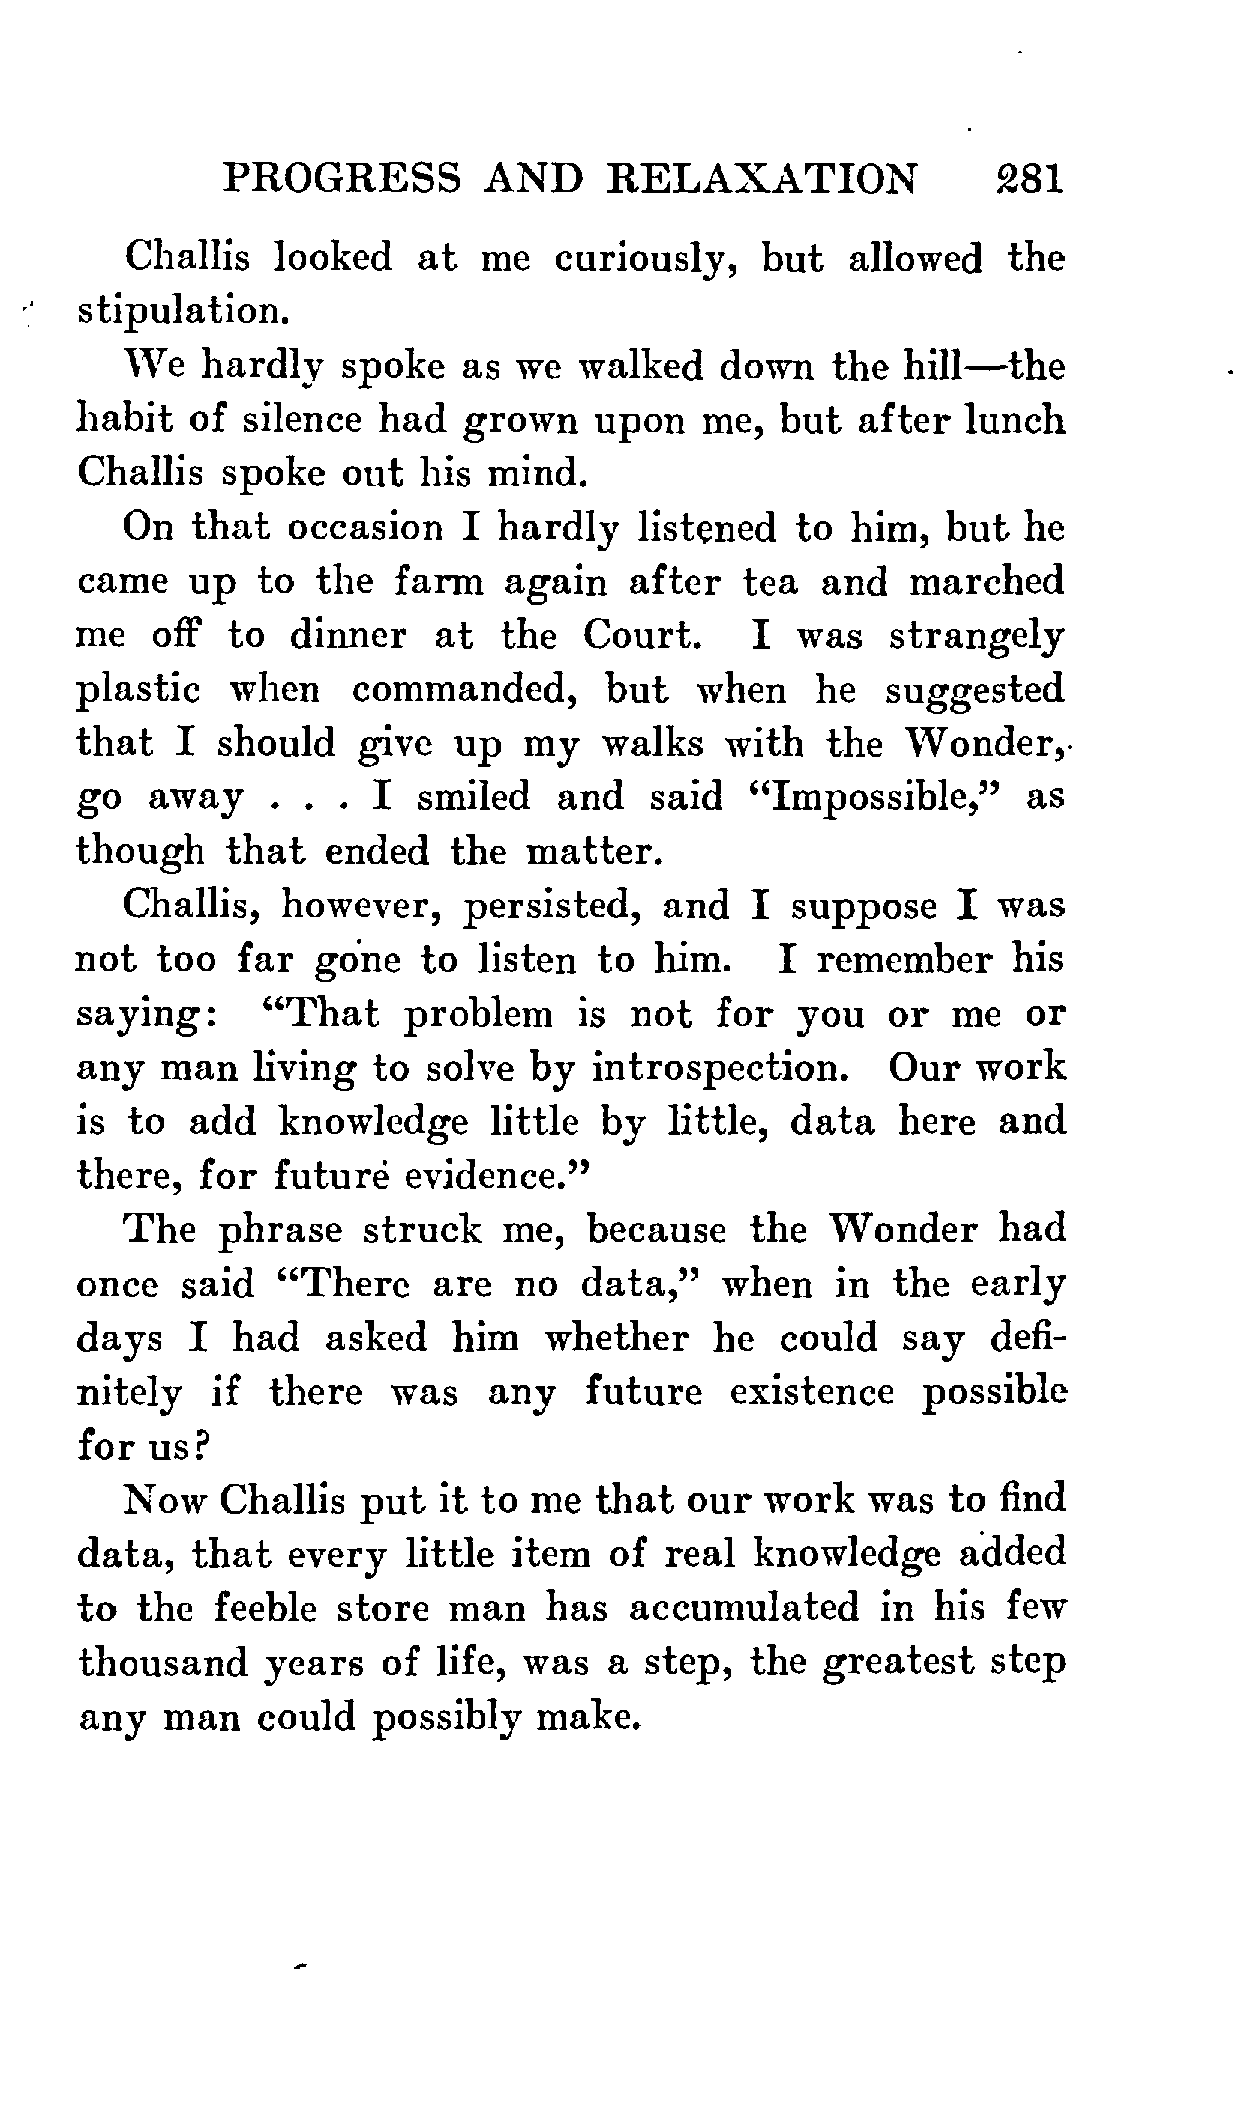 PROGRESS AND RELAXATION 281
Challis looked at me curiously, but allowed the
stipulation.
We hardly spoke as we walked down the hill—the
habit of silence had grown upon me, but after lunch
Challis spoke out his mind.
On that occasion I hardly listened to him, but he
came up to the farm again after tea and marched
me off to dinner at the Court. I was strangely
plastic when commanded, but when he suggested
that I should give up my walks with the Wonder,
go away . . . I smiled and said “Impossible,” as
though that ended the matter.
Challis, however, persisted, and I suppose I was
not too far gone to listen to him. I remember his
saying: “That problem is not for you or me or
any man living to solve by introspection. Our work
is to add knowledge little by little, data here and
there, for future evidence.”
The phrase struck me, because the Wonder had
once said “There are no data,” when in the early
days I had asked him whether he could say defi-
nitely if there was any future existence possible
for us?
Now Challis put it to me that our work was to find
data, that every little item of real knowledge added
to the feeble store man has accumulated in his few
thousand years of life, was a step, the greatest step
any man could possibly make.